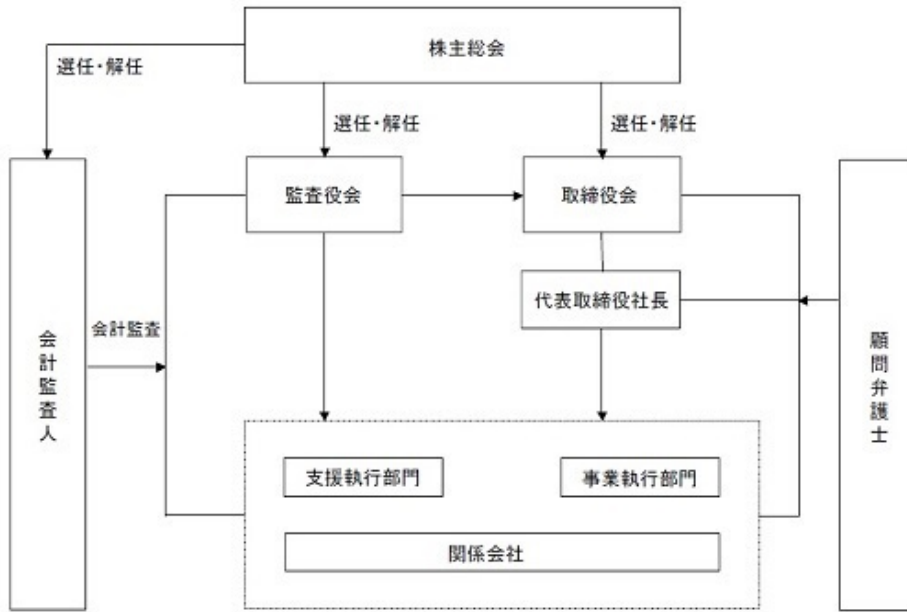 株主総会
選任・解任
選任・解任
選任・解任
監査役会
取締役会
代表取締役社長
会計監査
会計監査人
顧問弁護士
支援執行部門
事業執行部門
関係会社